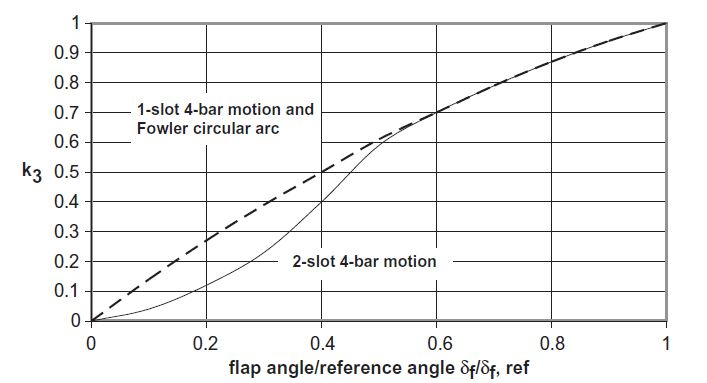 1
0.9
0.8
0.7
0.6
k3 0.5
0.4
0.3
0.2
0.1
0
1-slot 4-bar motion and
Fowler circular arc
2-slot 4-bar motion
0 0.2 0.4 0.6 0.8 1
flap angle/reference angle δf/δf, ref